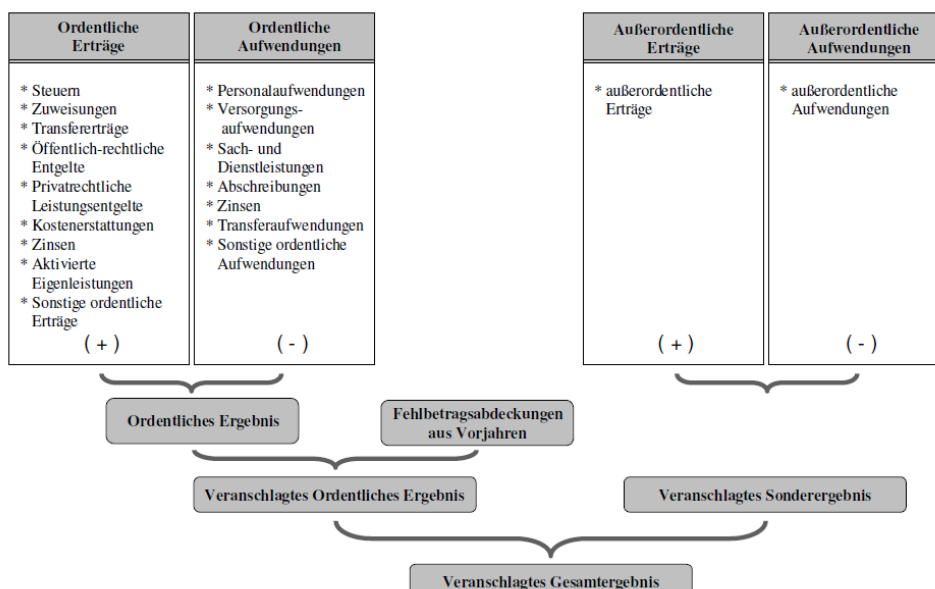 Ordentliche
Erträge
* Steuern
* Zuweisungen
* Transfererträge
* Öffentlich-rechtliche
Entgelte
* Privatrechtliche
Leistungsentgelte
* Kostenerstattungen
* Zinsen
* Aktivierte
Eigenleistungen
* Sonstige ordentliche
Erträge
( + )
Ordentliche
Aufwendungen
* Personalaufwendungen
* Versorgungs-
aufwendungen
* Sach- und
Dienstleistungen
* Abschreibungen
* Zinsen
* Transferaufwendungen
* Sonstige ordentliche
Aufwendungen
( - )
Außerordentliche
Erträge
* außerordentliche
Erträge
( + )
Außerordentliche
Aufwendungen
* außerordentliche
Aufwendungen
( - )
Ordentliches Ergebnis
Fehlbetragsabdeckungen
aus Vorjahren
Veranschlagtes Ordentliches Ergebnis
Veranschlagtes Sonderergebnis
Veranschlagtes Gesamtergebnis